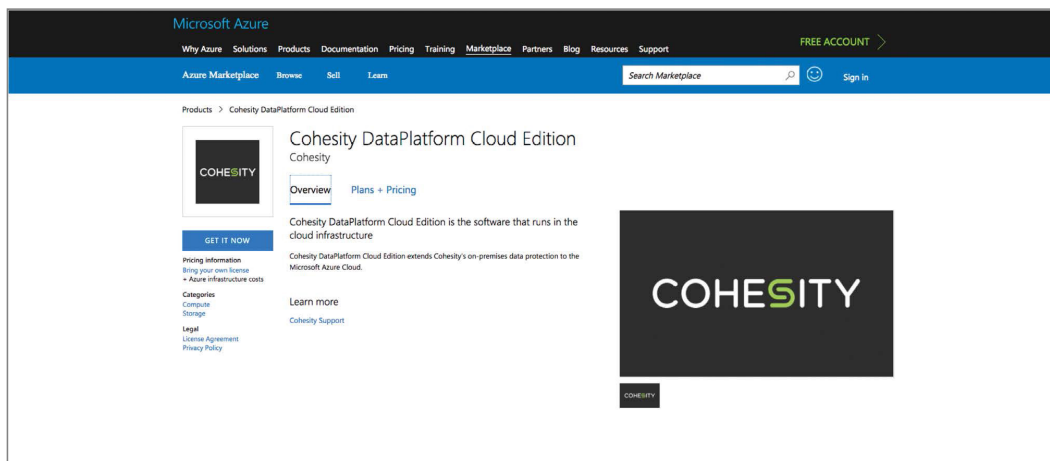 Microsoft Azure
Why Azure Solutions Products Documentation Pricing Training Marketplace Partners Blog Resources Support
FREE ACCOUNT
Azure Marketplace Browse Sell Learn
Search Marketplace
Sign in
Products > Cohesity DataPlatform Cloud Edition
COHESITY
GET IT NOW
Pricing information
Bring your own license
+ Azure infrastructure costs
Categories
Compute
Storage
Legal
License Agreement
Privacy Policy
Cohesity DataPlatform Cloud Edition
Cohesity
Overview Plans + Pricing
Cohesity DataPlatform Cloud Edition is the software that runs in the
cloud infrastructure
Cohesity DataPlatform Cloud Edition extends Cohesity's on-premises data protection to the
Microsoft Azure Cloud.
Learn more
Cohesity Support
COHESITY
COHESITY